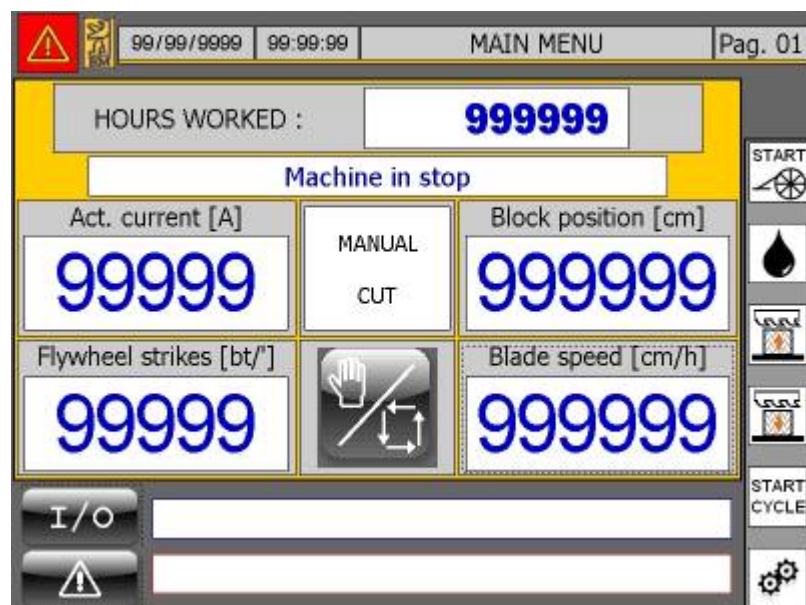 99/99/9999 99:99:99 MAIN MENU Pag. 01
HOURS WORKED : 999999
Machine in stop
START
Act. current [A]
99999
MANUAL
CUT
Block position [cm]
999999
Flywheel strikes [bt/']
99999
Blade speed [cm/h]
999999
START
CYCLE
I/O